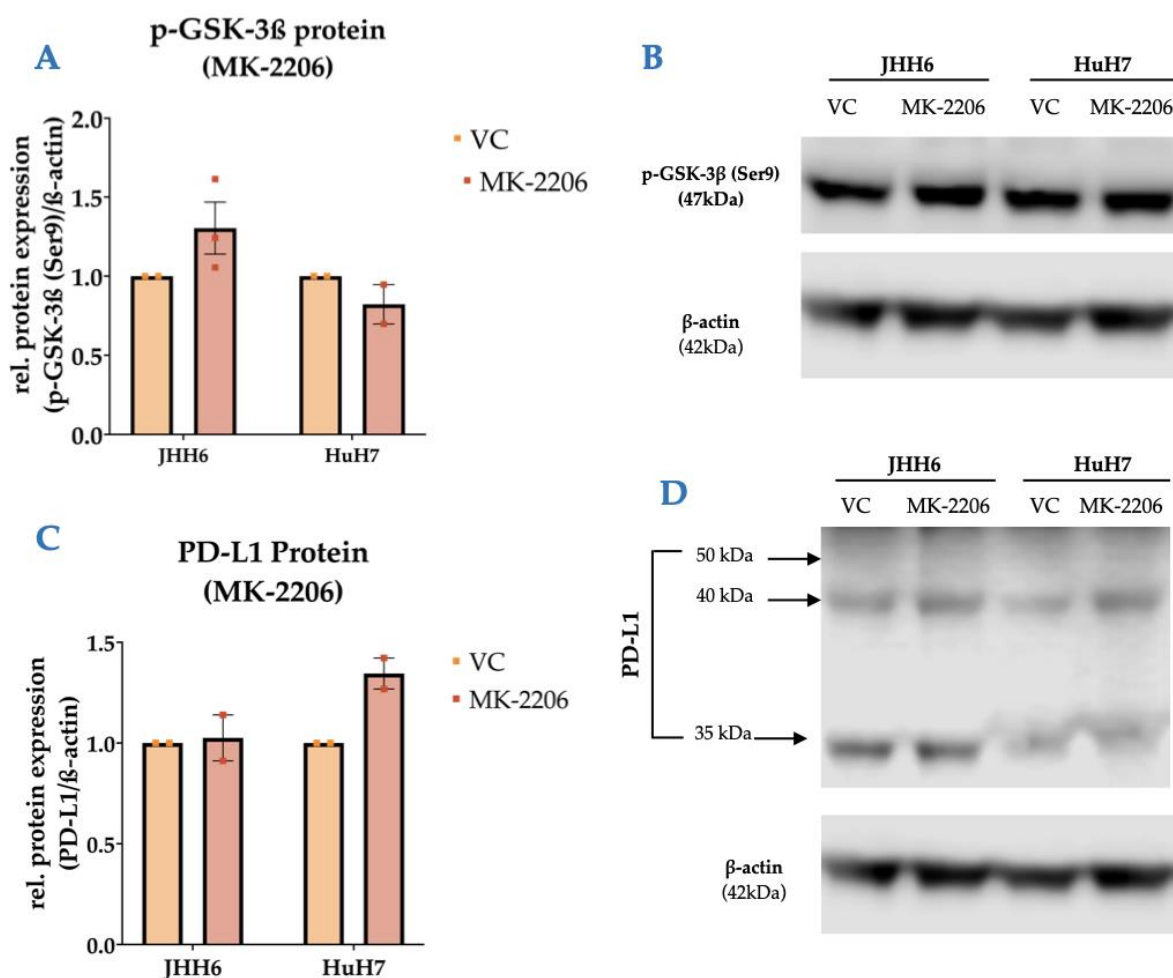 A
p-GSK-3ß protein
(MK-2206)
rel. protein expression
(p-GSK-3ß (Ser9)/ß-actin)
2.0
1.5
1.0
0.5
0.0
JHH6
HuH7
VC
MK-2206
B
JHH6
HuH7
VC
MK-2206
VC
MK-2206
p-GSK-3β (Ser9)
(47kDa)
β-actin
(42kDa)
C
PD-L1 Protein
(MK-2206)
rel. protein expression
(PD-L1/ß-actin)
1.5
1.0
0.5
0.0
JHH6
HuH7
VC
MK-2206
D
JHH6
HuH7
VC
MK-2206
VC
MK-2206
PD-L1
50 kDa
40 kDa
35 kDa
β-actin
(42kDa)